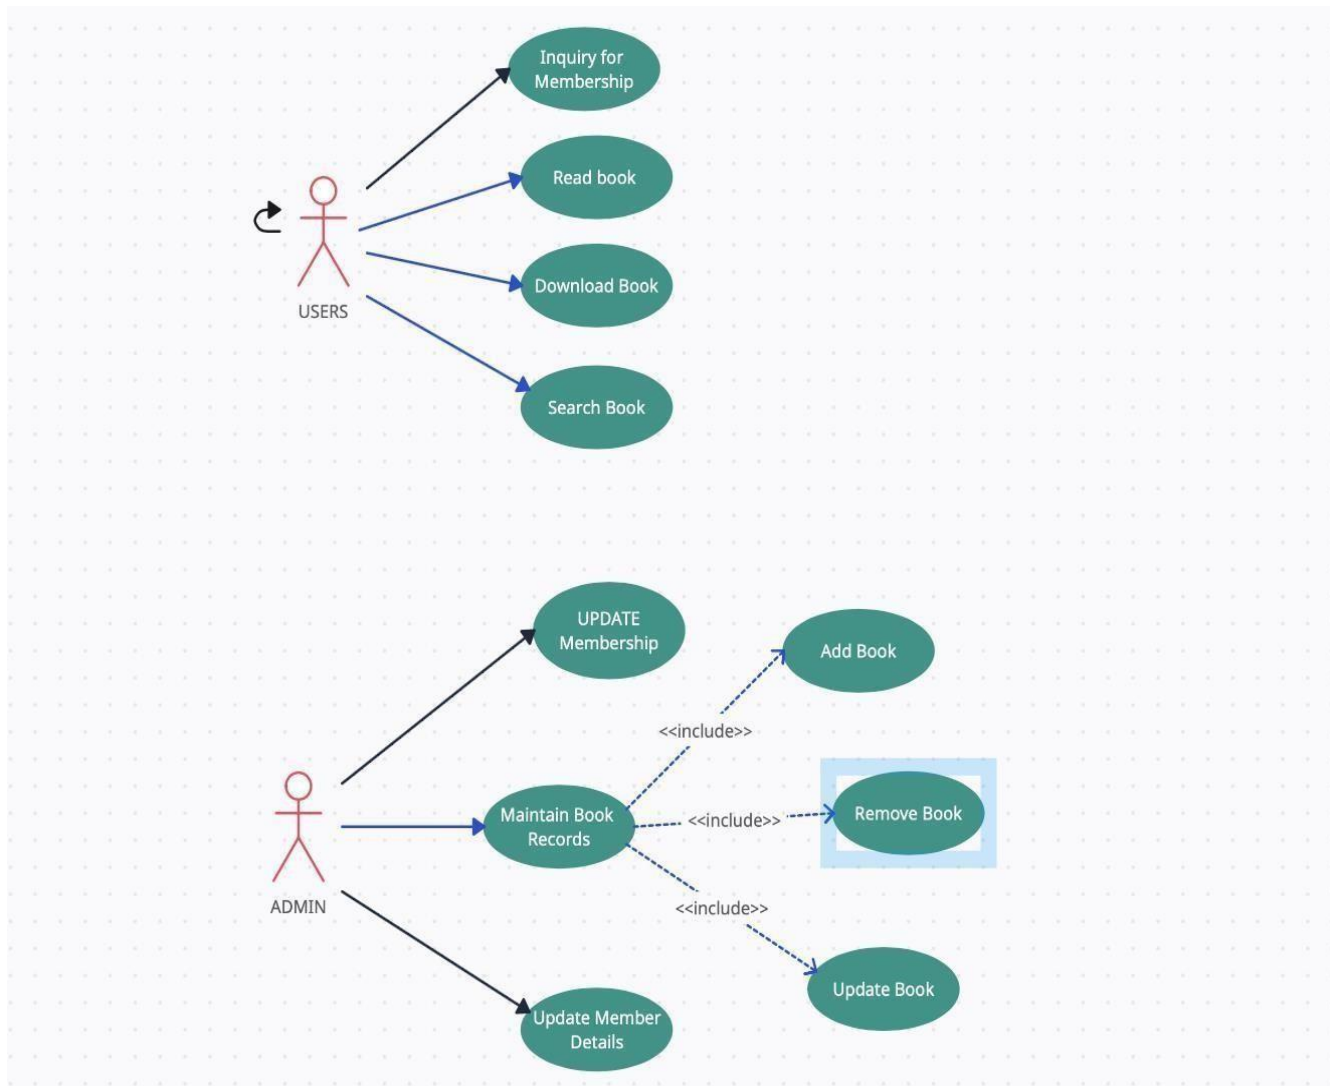 Inquiry for
Membership
Read book
Download Book
USERS
Search Book
UPDATE
Membership
Add Book
<<include>>
Maintain Book
Records
<<include>>
Remove Book
ADMIN
<<include>>
Update Book
Update Member
Details